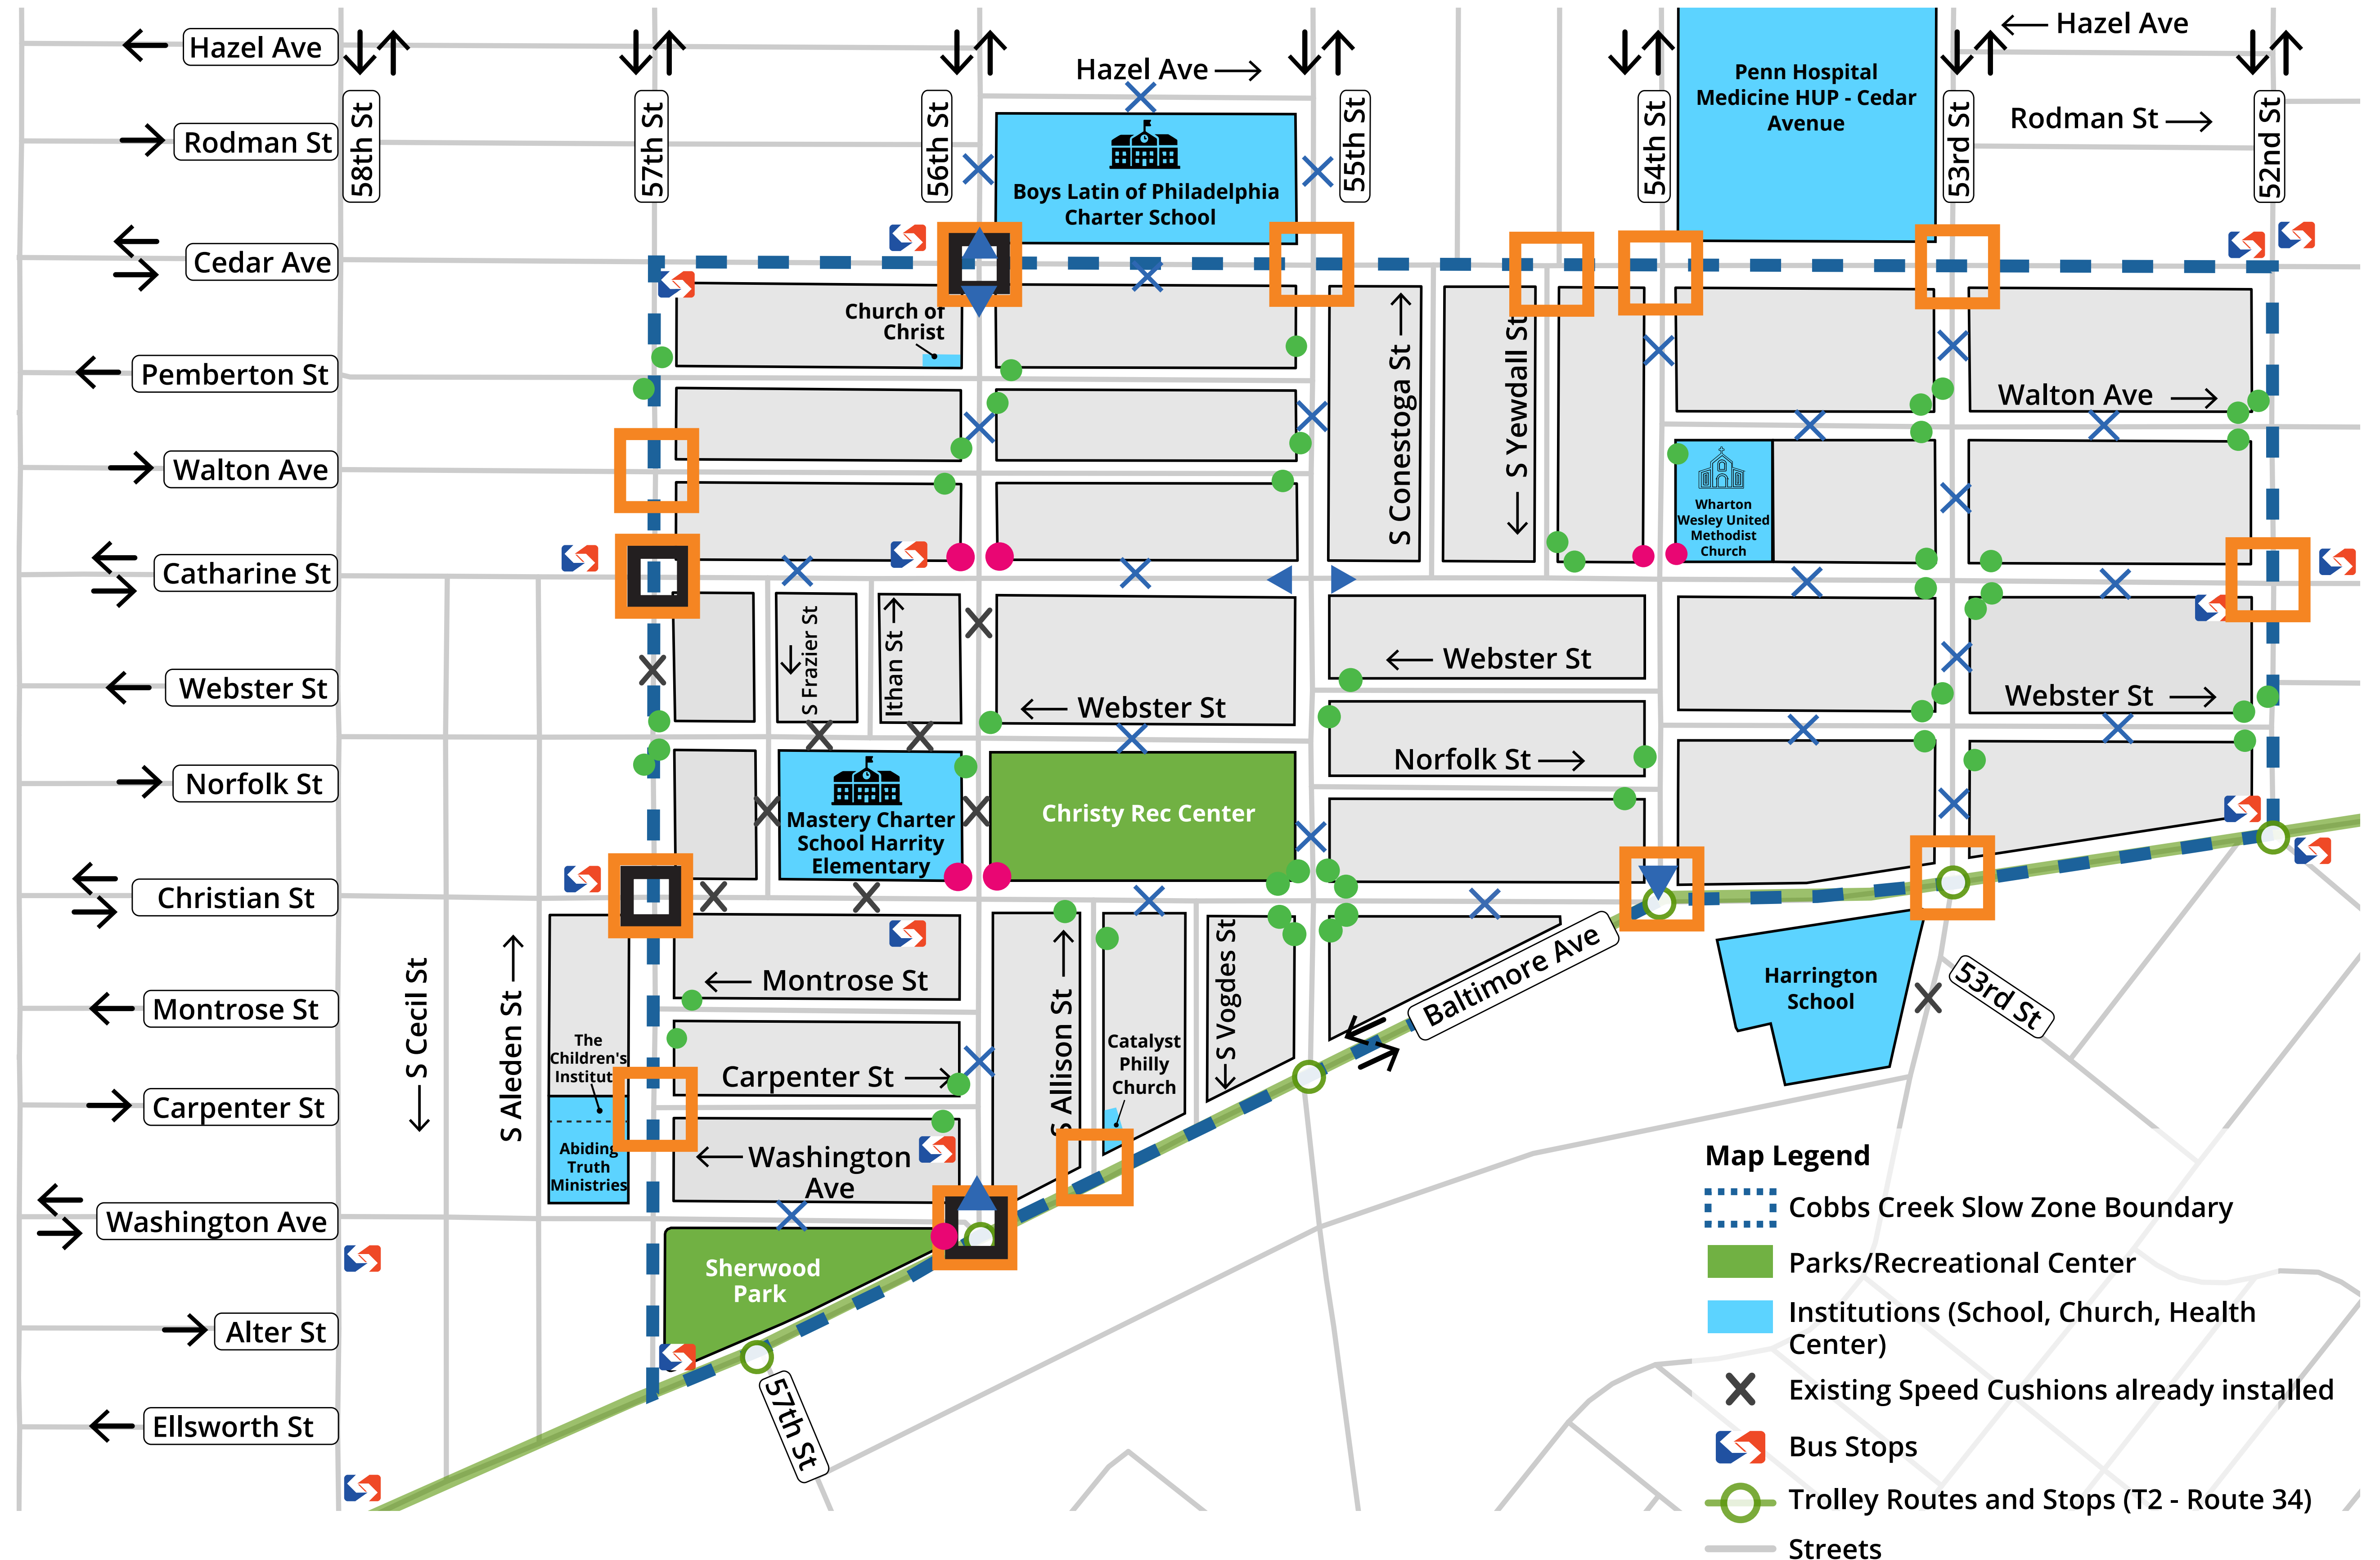 Hazel Ave
Rodman St
Cedar Ave
Pemberton St
Walton Ave
Catharine St
Webster St
Norfolk St
Christian St
Montrose St
Carpenter St
Washington Ave
Alter St
Ellsworth St
58th St
57th St
56th St
55th St
54th St
53rd St
52nd St
Hazel Ave
Hazel Ave
Rodman St
Boys Latin of Philadelphia
Charter School
Penn Hospital
Medicine HUP - Cedar
Avenue
Church of
Christ
S Conestoga St
S Yewdall St
Walton Ave
Wharton
Wesley United
Methodist
Church
S Frazier St
Ithan St
Webster St
Webster St
Webster St
Norfolk St
Mastery Charter
School Harrity
Elementary
Christy Rec Center
S Cecil St
S Aleden St
Montrose St
Carpenter St
Washington
Ave
The
Children's
Institut
Abiding
Truth
Ministries
S Allison St
Catalyst
Philly
Church
S Vogdes St
Baltimore Ave
Harrington
School
53rd St
Sherwood
Park
57th St
Map Legend
Cobbs Creek Slow Zone Boundary
Parks/Recreational Center
Institutions (School, Church, Health
Center)
Existing Speed Cushions already installed
Bus Stops
Trolley Routes and Stops (T2 - Route 34)
Streets